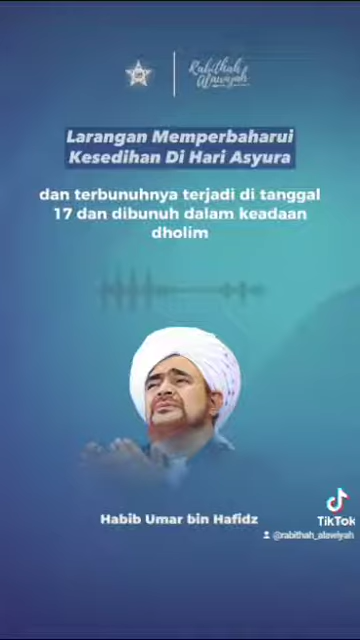 Rabithah
Alawiyah
Larangan Memperbaharui
Kesedihan Di Hari Asyura
dan terbunuhnya terjadi di tanggal
17 dan dibunuh dalam keadaan
dholim
Habib Umar bin Hafidz
TikTok
@rabithah_alawiyah